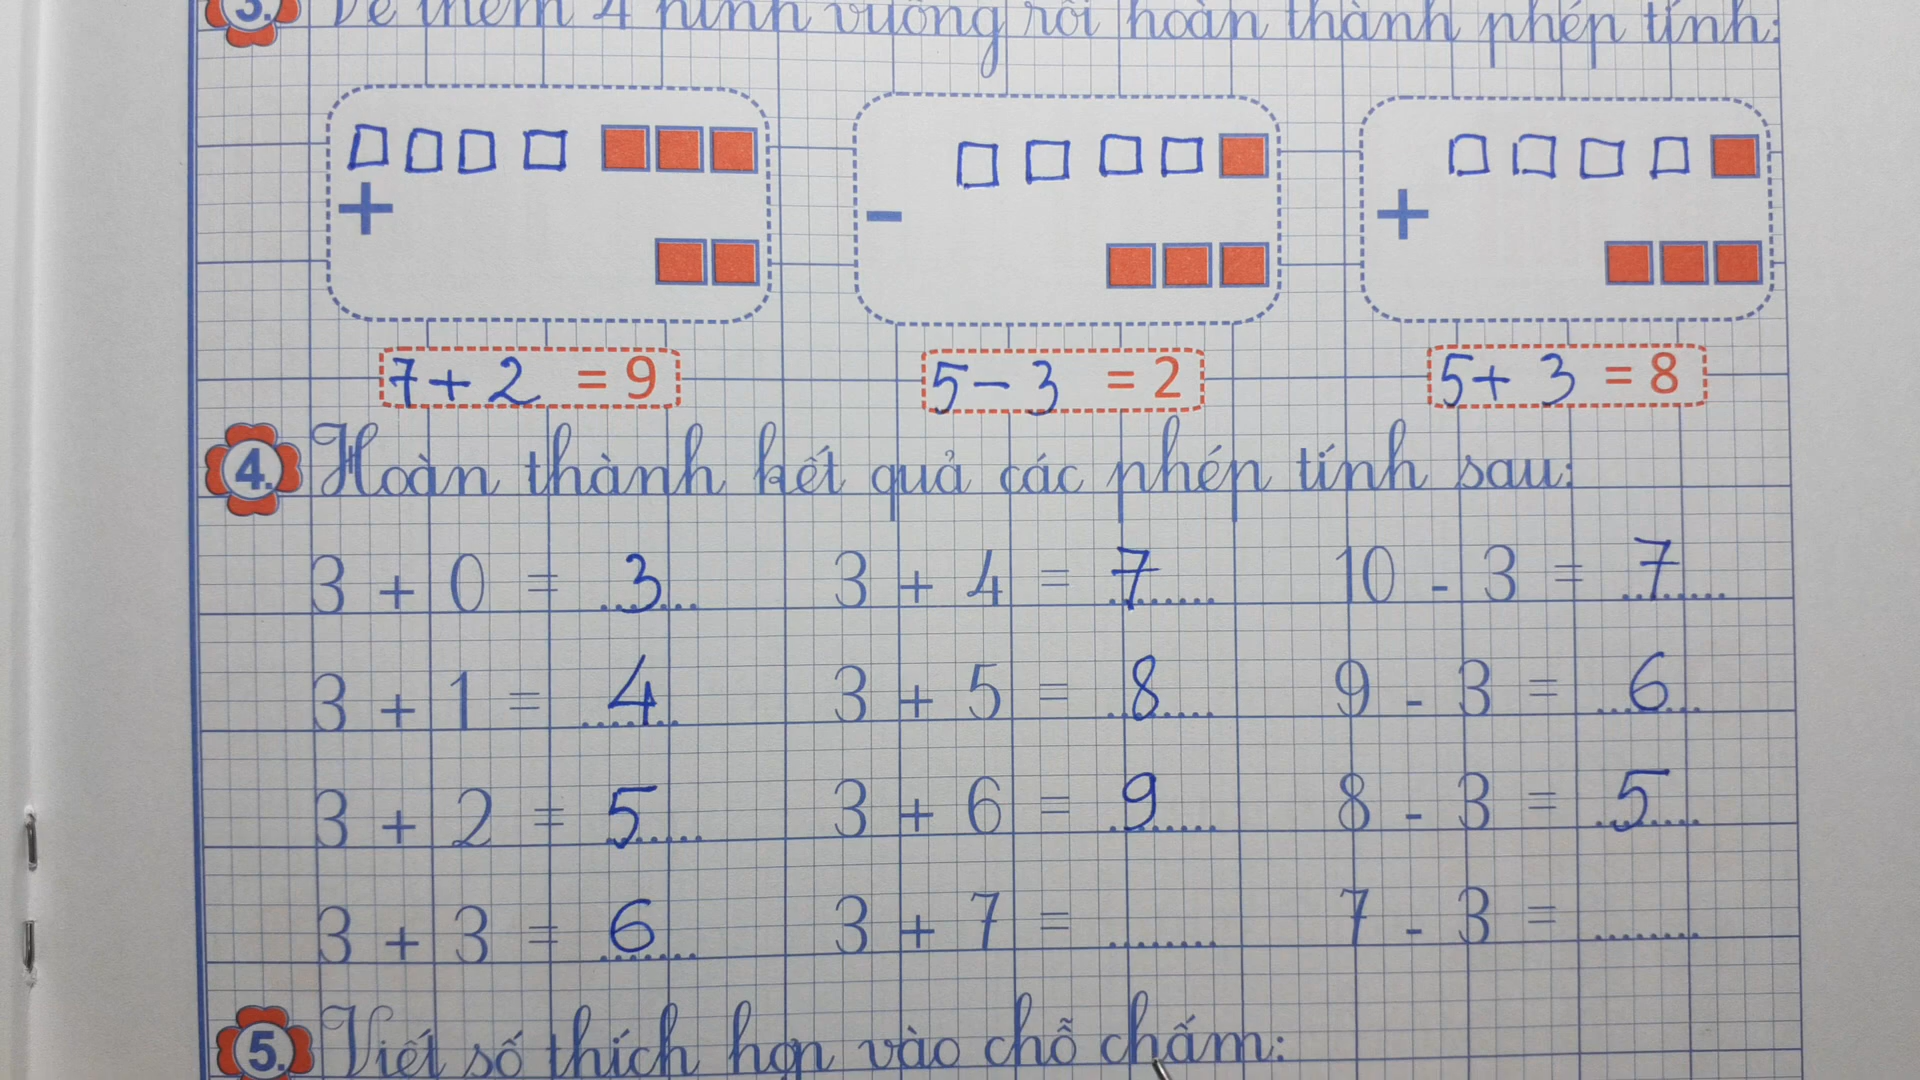 3. Vẽ thêm 4 hình vuông rồi hoàn thành phép tính:
+ - +
7 + 2 = 9 5 - 3 = 2 5 + 3 = 8
4. Hoàn thành kết quả các phép tính sau:
3 + 0 = 3 3 + 4 = 7 10 - 3 = 7
3 + 1 = 4 3 + 5 = 8 9 - 3 = 6
3 + 2 = 5 3 + 6 = 9 8 - 3 = 5
3 + 3 = 6 3 + 7 = ........ 7 - 3 = ........
5. Viết số thích hợp vào chỗ chấm: